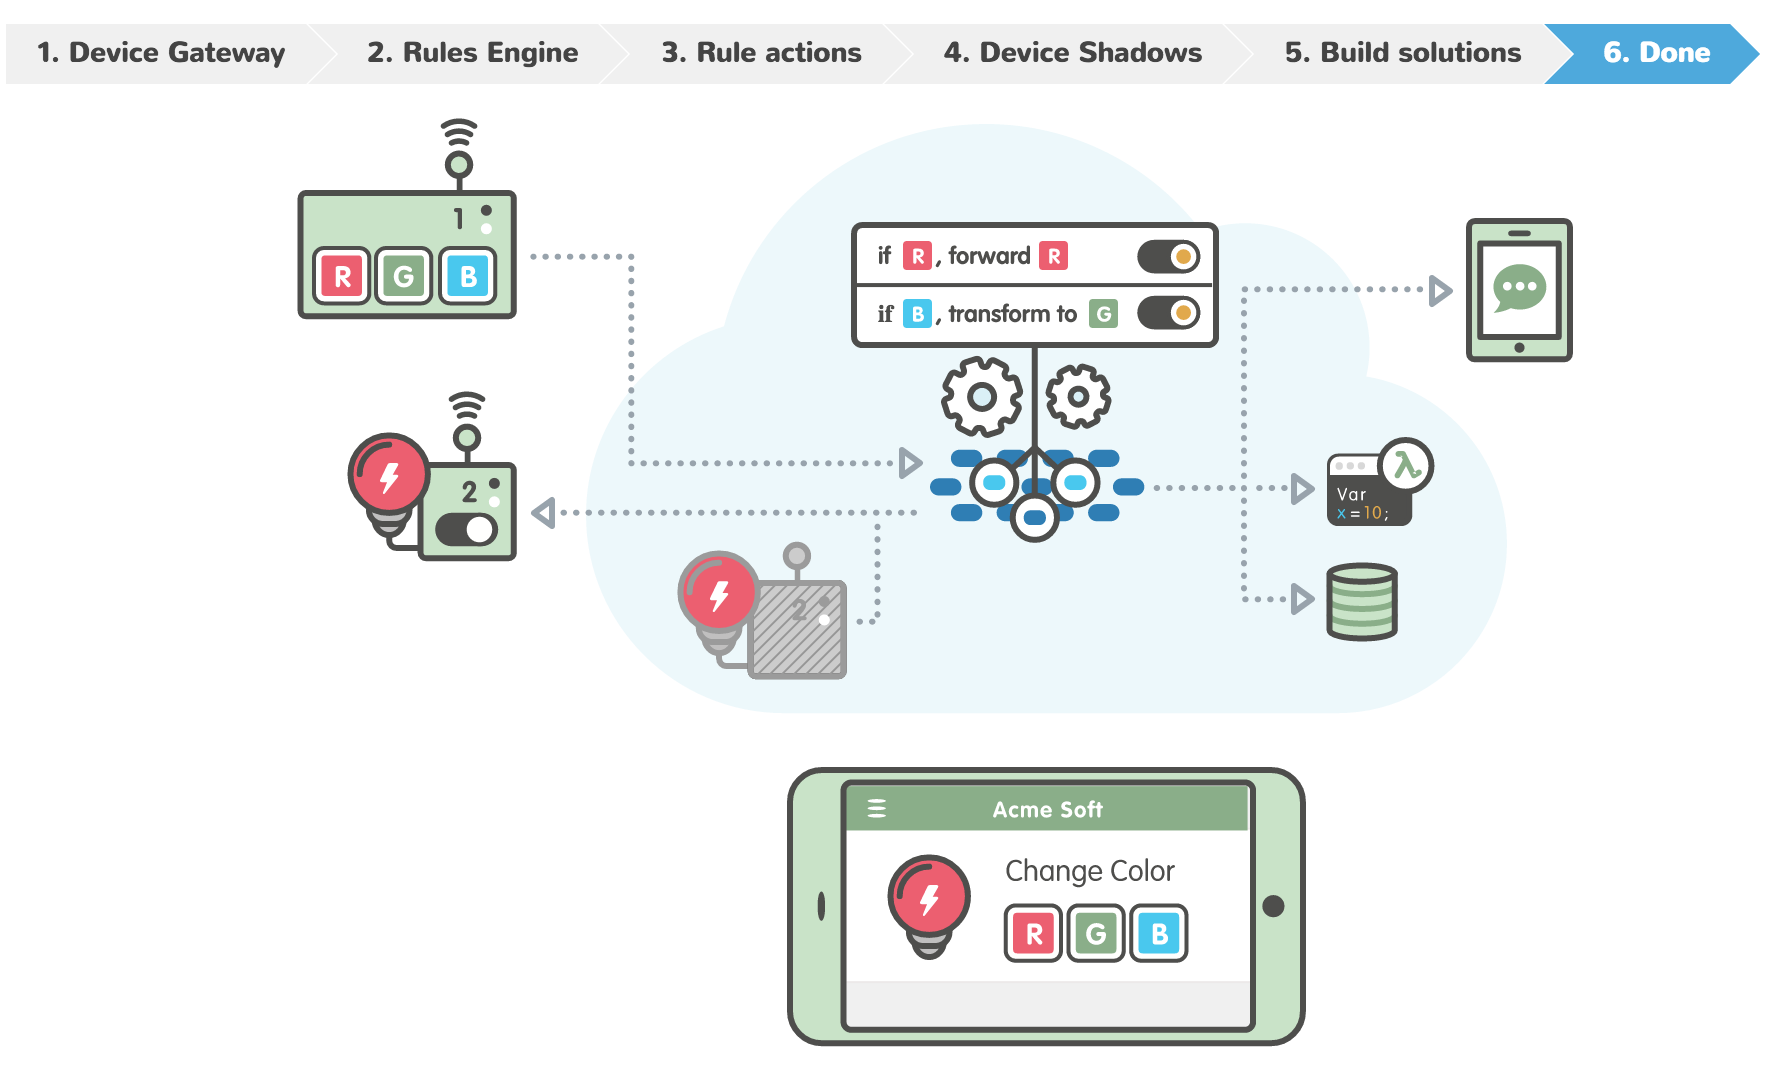 1. Device Gateway
2. Rules Engine
3. Rule actions
4. Device Shadows
5. Build solutions
6. Done
1
R G B
if R, forward R
if B, transform to G
2
2
λ
Var
x = 10;
Acme Soft
Change Color
R G B